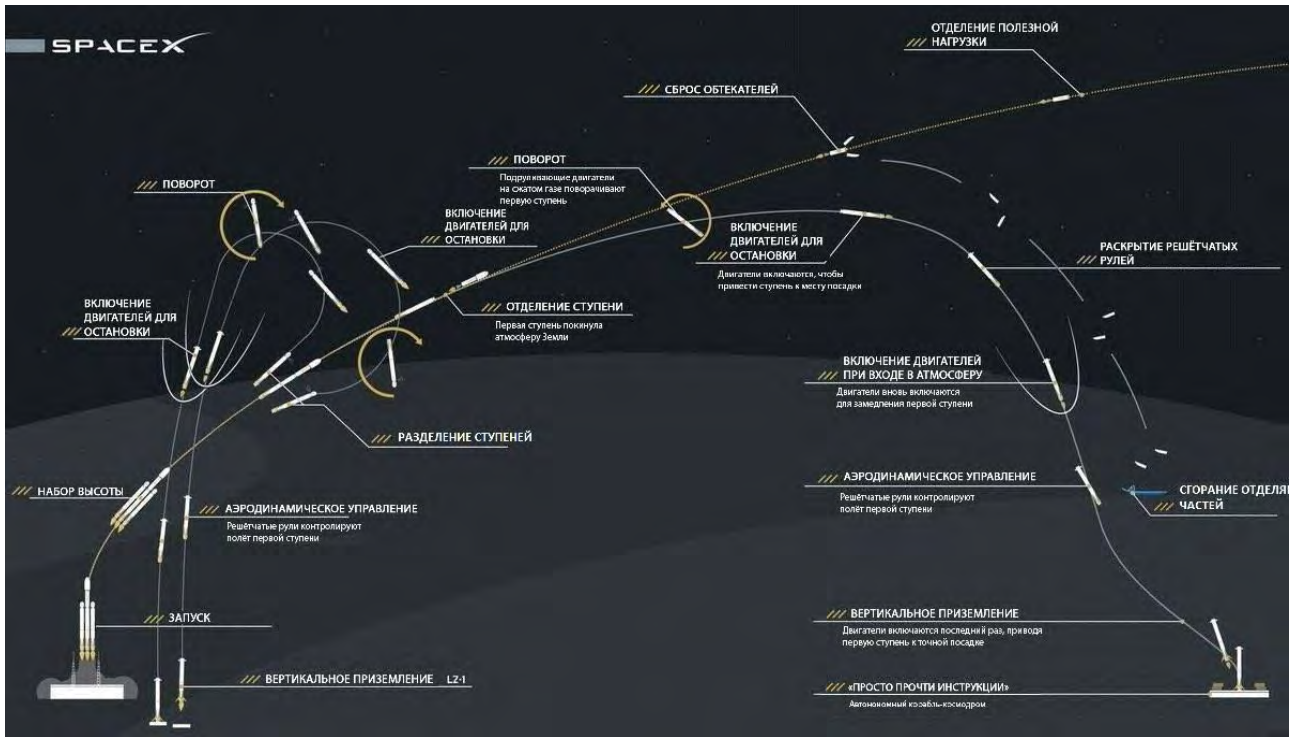 SPACEX
ОТДЕЛЕНИЕ ПОЛЕЗНОЙ
НАГРУЗКИ
СБРОС ОБТЕКАТЕЛЕЙ
ПОВОРОТ
Подруливающие двигатели
на сжатом газе поворачивают
первую ступень
ПОВОРОТ
ВКЛЮЧЕНИЕ
ДВИГАТЕЛЕЙ ДЛЯ
ОСТАНОВКИ
ВКЛЮЧЕНИЕ
ДВИГАТЕЛЕЙ ДЛЯ
ОСТАНОВКИ
Двигатели включаются, чтобы
привести ступень к месту посадки
РАСКРЫТИЕ РЕШЁТЧАТЫХ
РУЛЕЙ
ВКЛЮЧЕНИЕ
ДВИГАТЕЛЕЙ ДЛЯ
ОСТАНОВКИ
ОТДЕЛЕНИЕ СТУПЕНИ
Первая ступень покинула
атмосферу Земли
ВКЛЮЧЕНИЕ ДВИГАТЕЛЕЙ
ПРИ ВХОДЕ В АТМОСФЕРУ
Двигатели вновь включаются
для замедления первой ступени
РАЗДЕЛЕНИЕ СТУПЕНЕЙ
НАБОР ВЫСОТЫ
АЭРОДИНАМИЧЕСКОЕ УПРАВЛЕНИЕ
Решётчатые рули контролируют
полёт первой ступени
АЭРОДИНАМИЧЕСКОЕ УПРАВЛЕНИЕ
Решётчатые рули контролируют
полёт первой ступени
СГОРАНИЕ ОТДЕЛЯ
ЧАСТЕЙ
ЗАПУСК
ВЕРТИКАЛЬНОЕ ПРИЗЕМЛЕНИЕ
Двигатели включаются последний раз, приводя
первую ступень к точной посадке
ВЕРТИКАЛЬНОЕ ПРИЗЕМЛЕНИЕ LZ-1
«ПРОСТО ПРОЧТИ ИНСТРУКЦИИ»
Автономный корабль-космодром